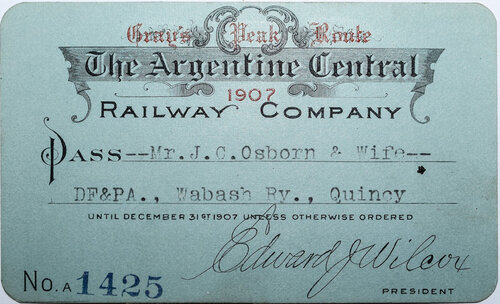 Gray's Peak Route
The Argentine Central
1907
RAILWAY COMPANY
PASS--Mr.J.C.Osborn & Wife--
DF&PA., Wabash Ry., Quincy
UNTIL DECEMBER 31ST 1907 UNLESS OTHERWISE ORDERED
Edward J Wilcox
No. A 1425
PRESIDENT